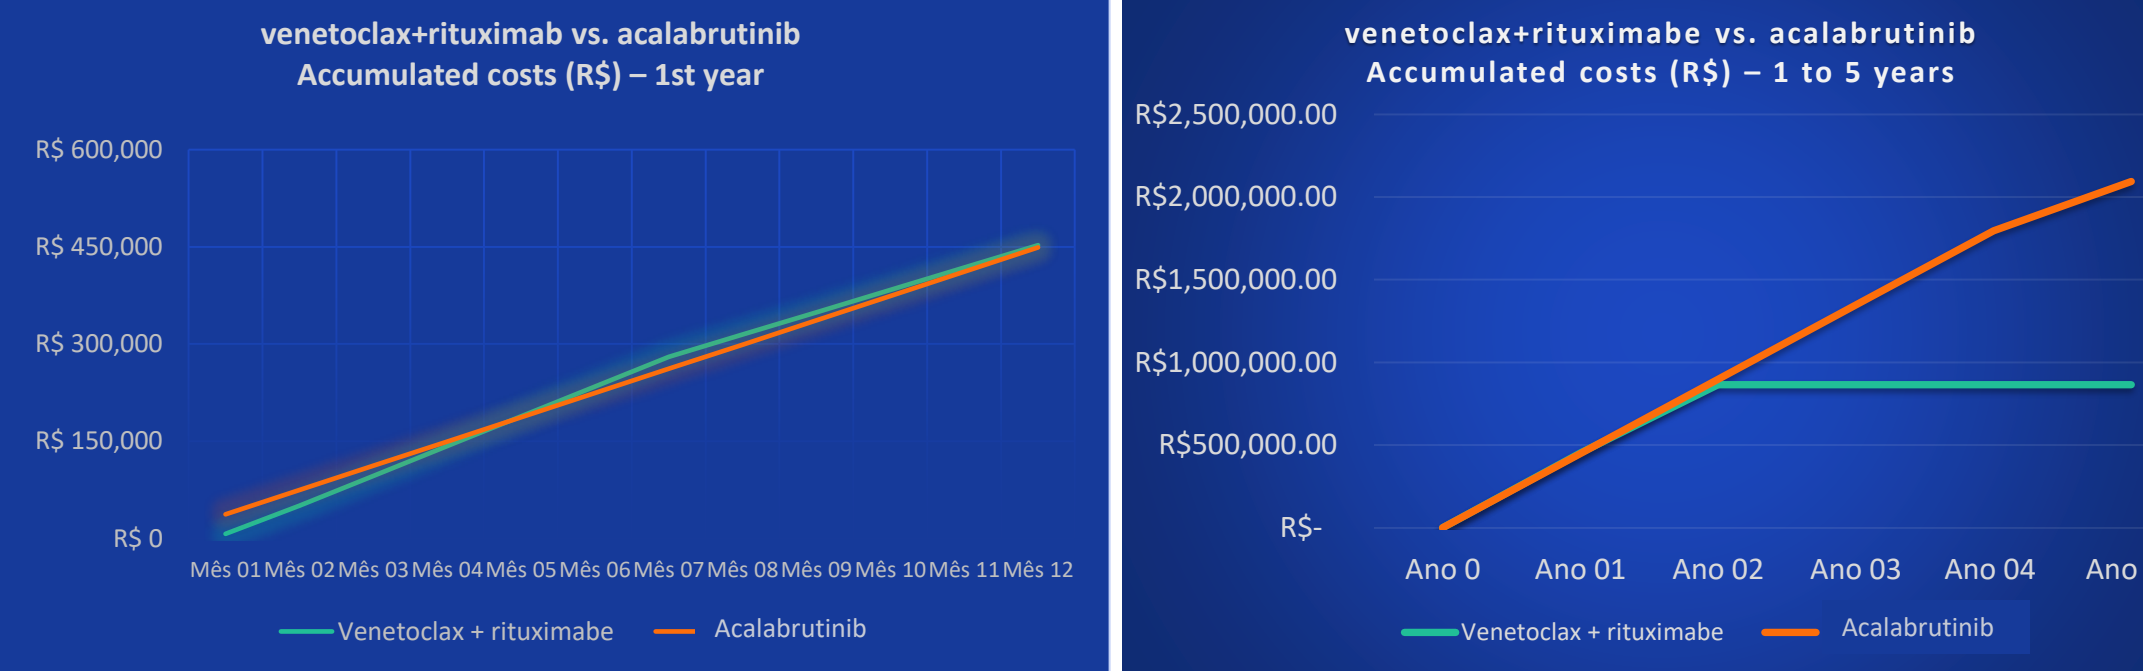 venetoclax+rituximab vs. acalabrutinib
Accumulated costs (R$) – 1st year
R$ 600,000
R$ 450,000
R$ 300,000
R$ 150,000
R$ 0
Mês 01 Mês 02 Mês 03 Mês 04 Mês 05 Mês 06 Mês 07 Mês 08 Mês 09 Mês 10 Mês 11 Mês 12
Venetoclax + rituximabe Acalabrutinib
venetoclax+rituximabe vs. acalabrutinib
Accumulated costs (R$) – 1 to 5 years
R$2,500,000.00
R$2,000,000.00
R$1,500,000.00
R$1,000,000.00
R$500,000.00
R$-
Ano 0 Ano 01 Ano 02 Ano 03 Ano 04 Ano
Venetoclax + rituximabe Acalabrutinib